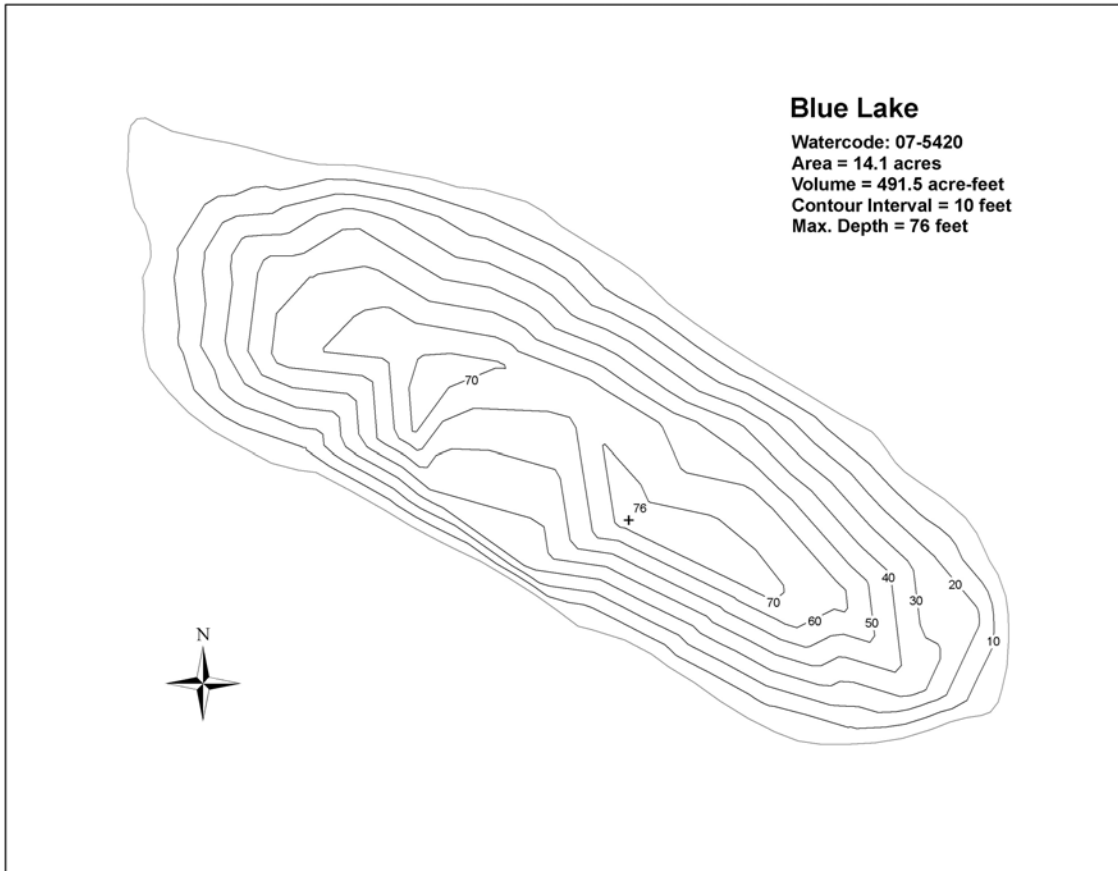 Blue Lake
Watercode: 07-5420
Area = 14.1 acres
Volume = 491.5 acre-feet
Contour Interval = 10 feet
Max. Depth = 76 feet
70
76
40
20
30
70
60
50
10
N